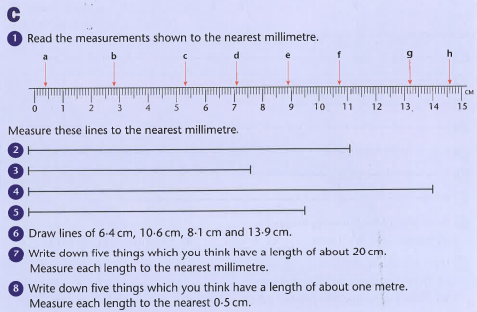 C
1 Read the measurements shown to the nearest millimetre.
a b c d e f g h
0 1 2 3 4 5 6 7 8 9 10 11 12 13 14 15 CM
Measure these lines to the nearest millimetre.
2
3
4
5
6 Draw lines of 6·4 cm, 10·6 cm, 8·1 cm and 13·9 cm.
7 Write down five things which you think have a length of about 20 cm.
Measure each length to the nearest millimetre.
8 Write down five things which you think have a length of about one metre.
Measure each length to the nearest 0·5 cm.